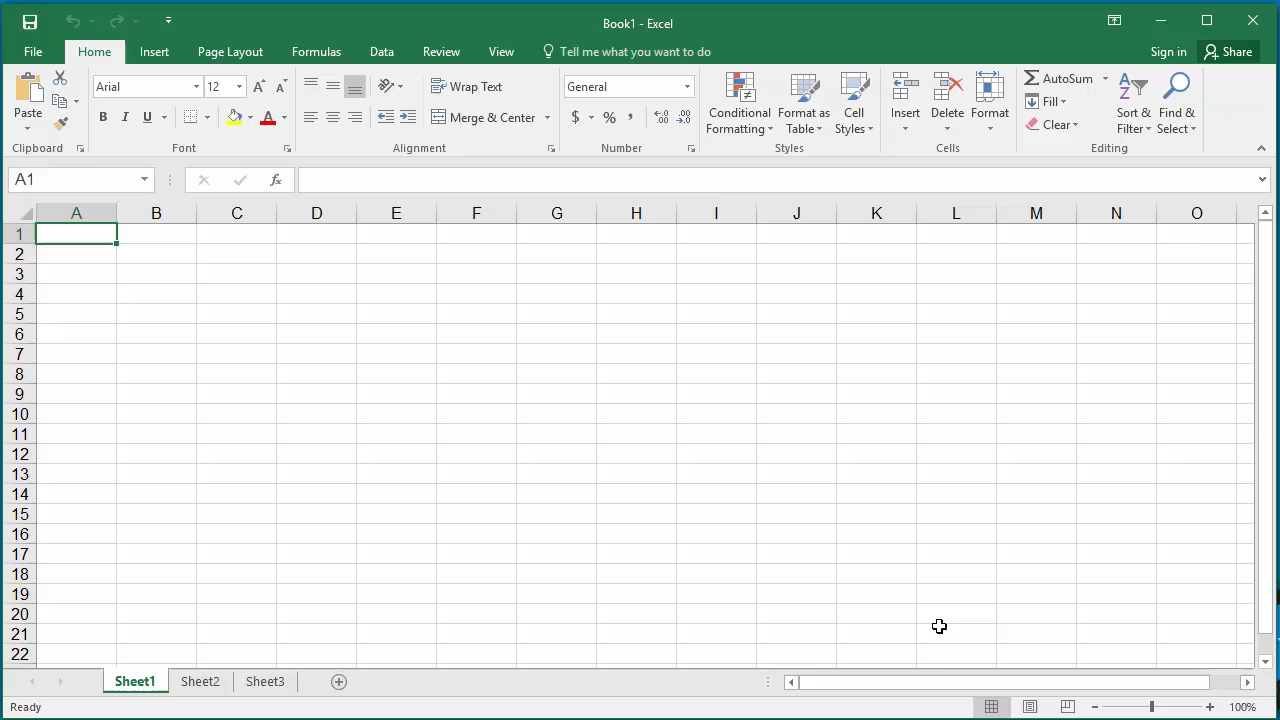 Book1 - Excel
File Home Insert Page Layout Formulas Data Review View Tell me what you want to do Sign in Share
Arial 12 Wrap Text General AutoSum
Paste B I U Merge & Center $ % , Conditional Formatting Format as Table Cell Styles Insert Delete Format Fill Clear Sort & Filter Find & Select
Clipboard Font Alignment Number Styles Cells Editing
A1 fx
A B C D E F G H I J K L M N O
1
2
3
4
5
6
7
8
9
10
11
12
13
14
15
16
17
18
19
20
21
22
Sheet1 Sheet2 Sheet3
Ready 100%